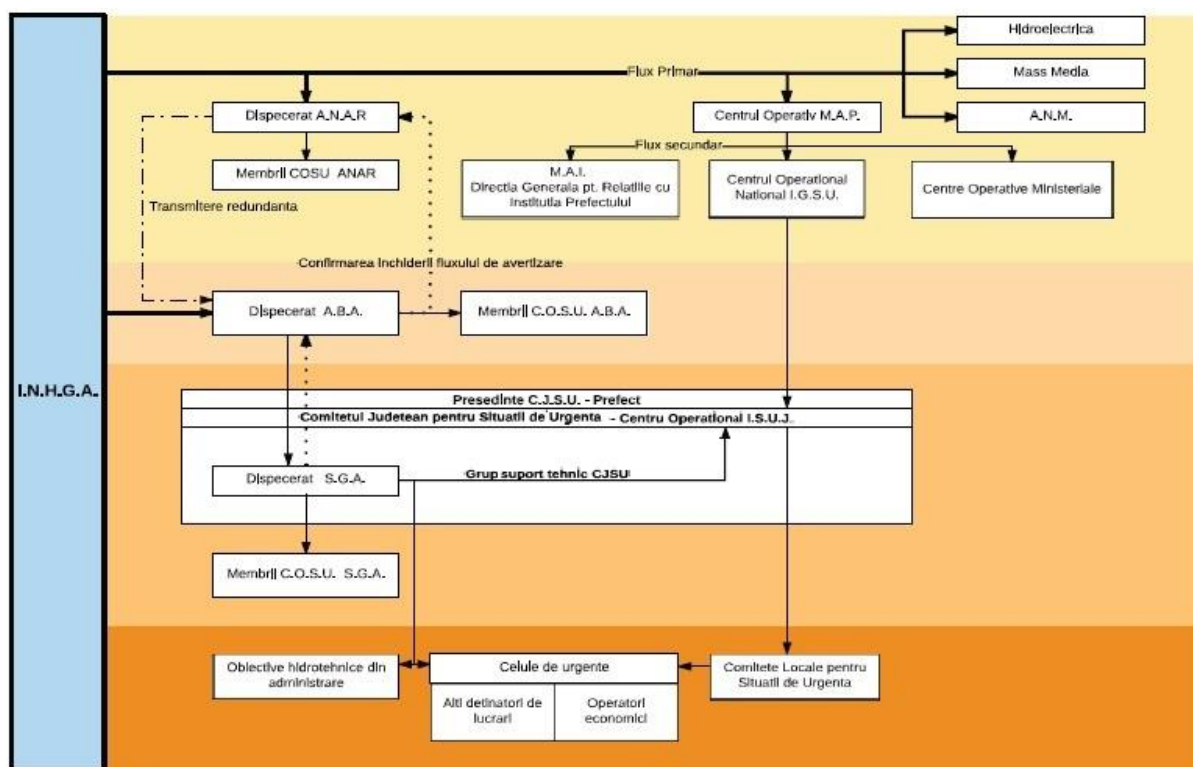 Hidroelectrica
Flux Primar
Mass Media
Dispecerat A.N.A.R
Centrul Operativ M.A.P.
A.N.M.
Flux secundar
Membrii COSU ANAR
M.A.I.
Directia Generala pt. Relatiile cu
Institutia Prefectului
Centrul Operational
National I.G.S.U.
Centre Operative Ministeriale
Transmitere redundanta
Confirmarea inchiderii fluxului de avertizare
Dispecerat A.B.A.
Membrii C.O.S.U. A.B.A.
I.N.H.G.A.
Presedinte C.J.S.U. - Prefect
Comitetul Judetean pentru Situatii de Urgenta - Centru Operational I.S.U.J.
Dispecerat S.G.A.
Grup suport tehnic CJSU
Membrii C.O.S.U. S.G.A.
Obiective hidrotehnice din
administrare
Celule de urgente
Alti detinatori de
lucrari
Operatori
economici
Comitete Locale pentru
Situatii de Urgenta